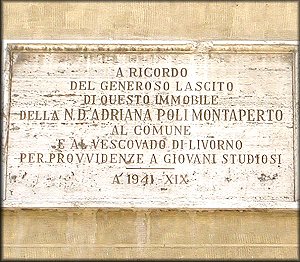 A RICORDO
DEL GENEROSO LASCITO
DI QUESTO IMMOBILE
DELLA N.D. ADRIANA POLI MONTAPERTO
AL COMUNE
E AL VESCOVADO DI LIVORNO
PER PROVVIDENZE A GIOVANI STUDIOSI
A. 1941 - XIX